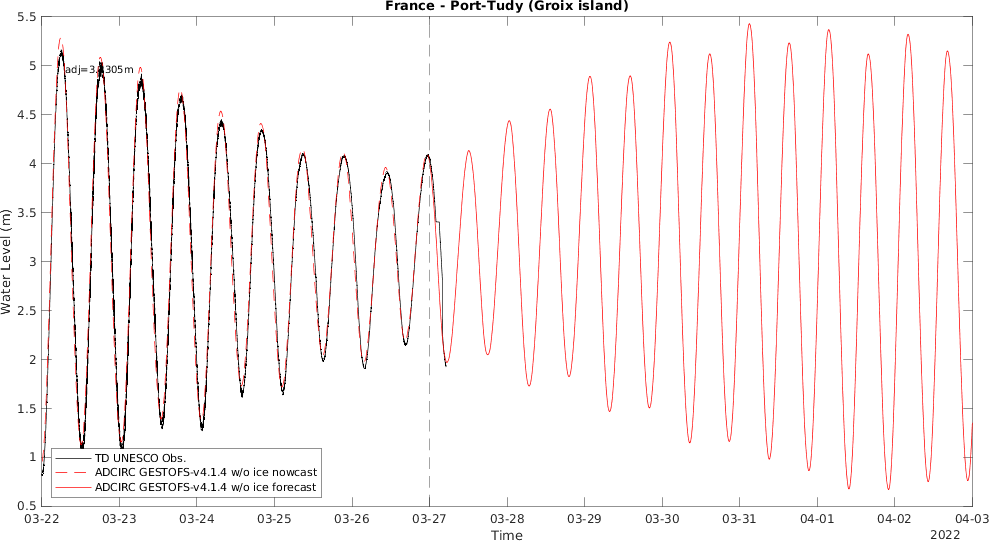 France - Port-Tudy (Groix island)
5.5
5
4.5
4
3.5
3
2.5
2
1.5
1
0.5
Water Level (m)
TD UNESCO Obs.
ADCIRC GESTOFS-v4.1.4 w/o ice nowcast
ADCIRC GESTOFS-v4.1.4 w/o ice forecast
03-22 03-23 03-24 03-25 03-26 03-27 03-28 03-29 03-30 03-31 04-01 04-02 04-03
Time
2022